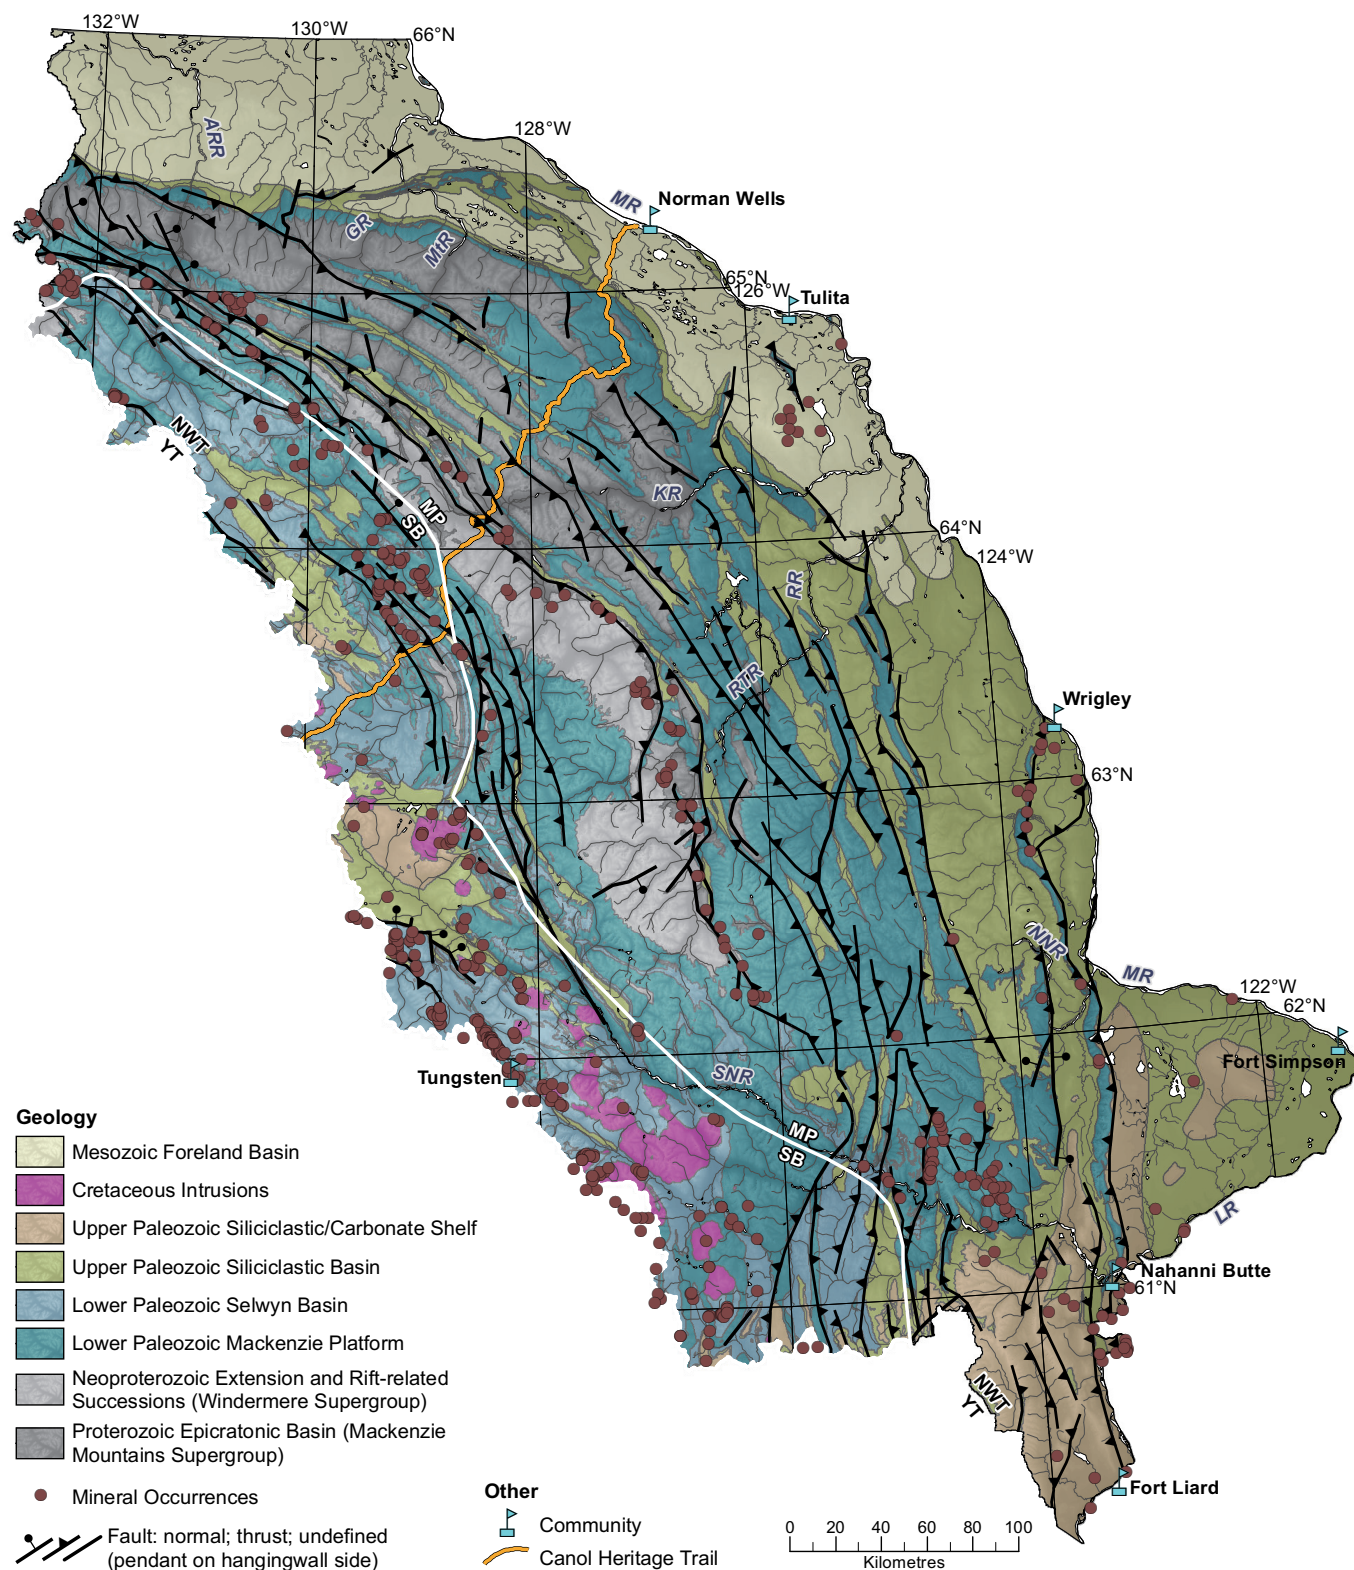 132°W
130°W
66°N
128°W
ARR
MR
Norman Wells
GR
MtR
65°N
126°W
Tulita
NWT
YT
KR
MP
SB
64°N
124°W
RR
RTR
Wrigley
63°N
NNR
MR
122°W
62°N
Fort Simpson
Tungsten
SNR
MP
SB
LR
Nahanni Butte
61°N
NWT
YT
Fort Liard
Geology
Mesozoic Foreland Basin
Cretaceous Intrusions
Upper Paleozoic Siliciclastic/Carbonate Shelf
Upper Paleozoic Siliciclastic Basin
Lower Paleozoic Selwyn Basin
Lower Paleozoic Mackenzie Platform
Neoproterozoic Extension and Rift-related
Successions (Windermere Supergroup)
Proterozoic Epicratonic Basin (Mackenzie
Mountains Supergroup)
Mineral Occurrences
Fault: normal; thrust; undefined
(pendant on hangingwall side)
Other
Community
Canol Heritage Trail
0 20 40 60 80 100
Kilometres